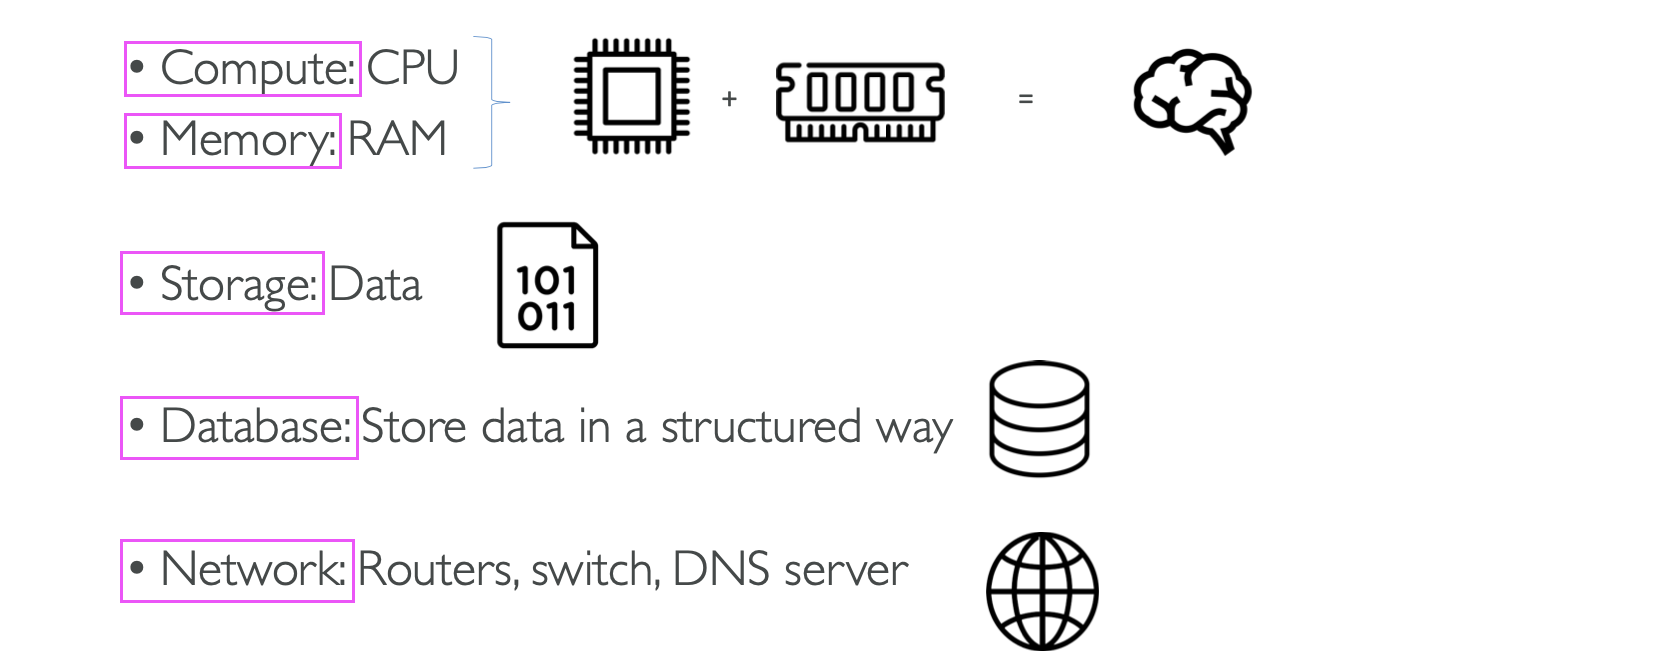 • Compute: CPU
• Memory: RAM
+
=
• Storage: Data
101
011
• Database: Store data in a structured way
• Network: Routers, switch, DNS server